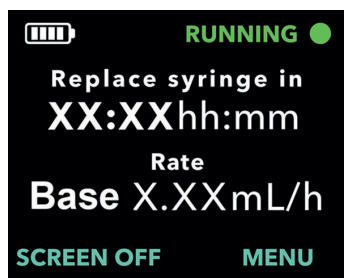 RUNNING
Replace syringe in
XX:XXhh:mm
Rate
Base X.XXmL/h
SCREEN OFF MENU